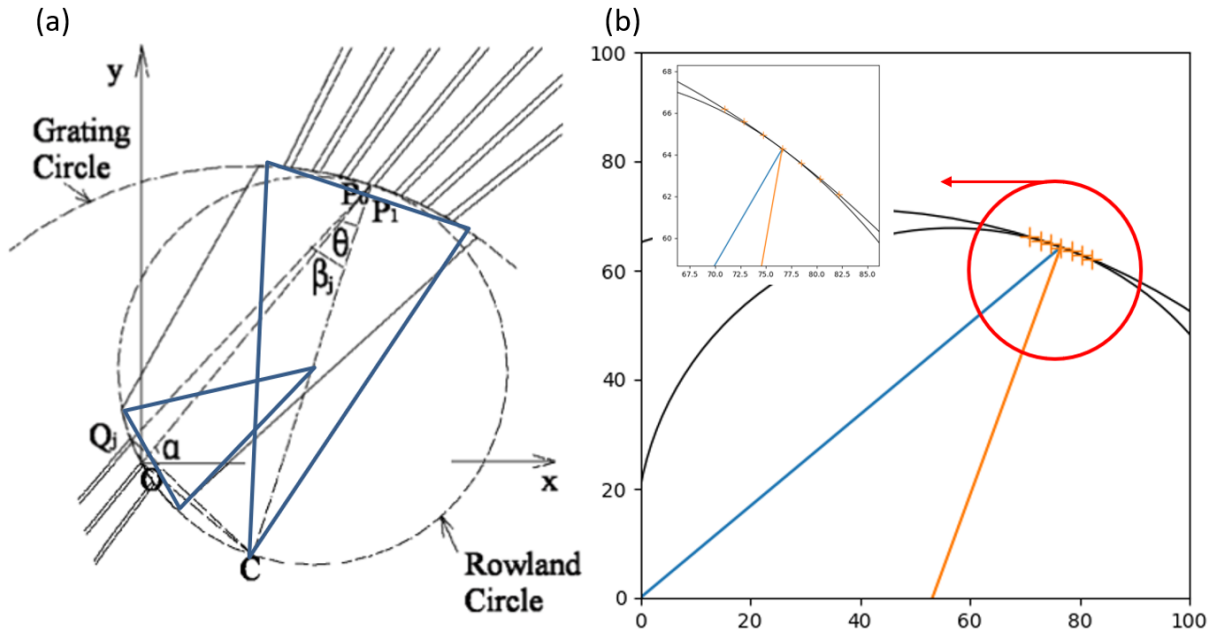 (a)
y
Grating
Circle
P₀
P₁
θ
βⱼ
Qⱼ
α
O
x
C
Rowland
Circle
(b)
100
80
60
40
20
0
0
20
40
60
80
100
68
66
64
62
60
67.5
70.0
72.5
75.0
77.5
80.0
82.5
85.0